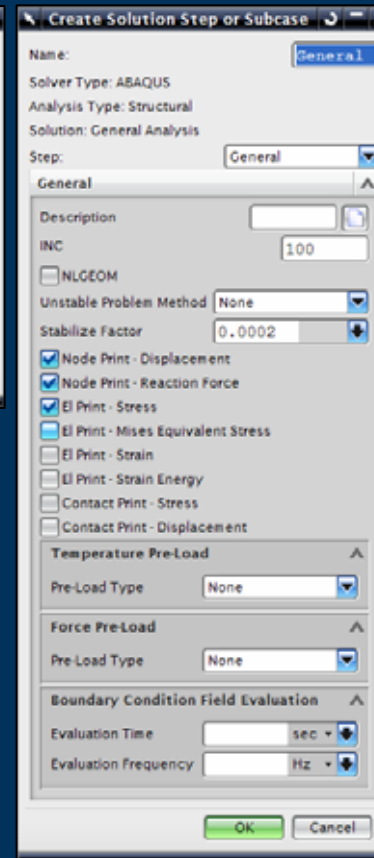 Create Solution Step or Subcase
Name: General
Solver Type: ABAQUS
Analysis Type: Structural
Solution: General Analysis
Step: General
General
Description
INC 100
NLGEOM
Unstable Problem Method None
Stabilize Factor 0.0002
Node Print - Displacement
Node Print - Reaction Force
El Print - Stress
El Print - Mises Equivalent Stress
El Print - Strain
El Print - Strain Energy
Contact Print - Stress
Contact Print - Displacement
Temperature Pre-Load
Pre-Load Type None
Force Pre-Load
Pre-Load Type None
Boundary Condition Field Evaluation
Evaluation Time sec
Evaluation Frequency Hz
OK Cancel